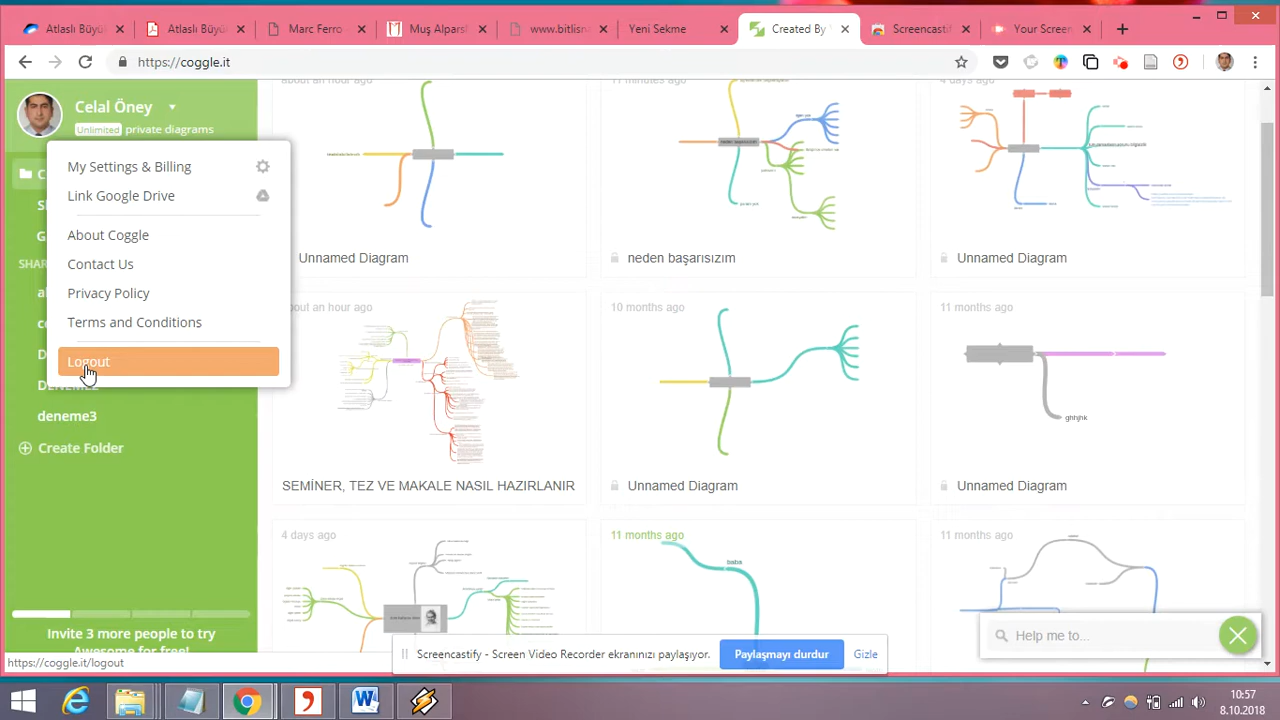 Atlaslı Büyü
Atlaslı Büyü
Marc Ferro
Muş Alpars
www.bitlisn
Yeni Sekme
Created By
Screencastif
Your Screen
https://coggle.it
Celal Öney
Unlimited private diagrams
My Settings & Billing
Link Google Drive
About Coggle
Contact Us
SHAR
Privacy Policy
Terms and Conditions
Logout
deneme3
Create Folder
Invite 3 more people to try
Awesome for free!
about an hour ago
11 minutes ago
4 days ago
neden başarısızım
Unnamed Diagram
neden başarısızım
Unnamed Diagram
about an hour ago
10 months ago
11 months ago
ghhjhk
SEMİNER, TEZ VE MAKALE NASIL HAZIRLANIR
Unnamed Diagram
Unnamed Diagram
4 days ago
11 months ago
11 months ago
Help me to...
Screencastify - Screen Video Recorder ekranınızı paylaşıyor.
Paylaşmayı durdur
Gizle
https://coggle.it/logout
10:57
8.10.2018